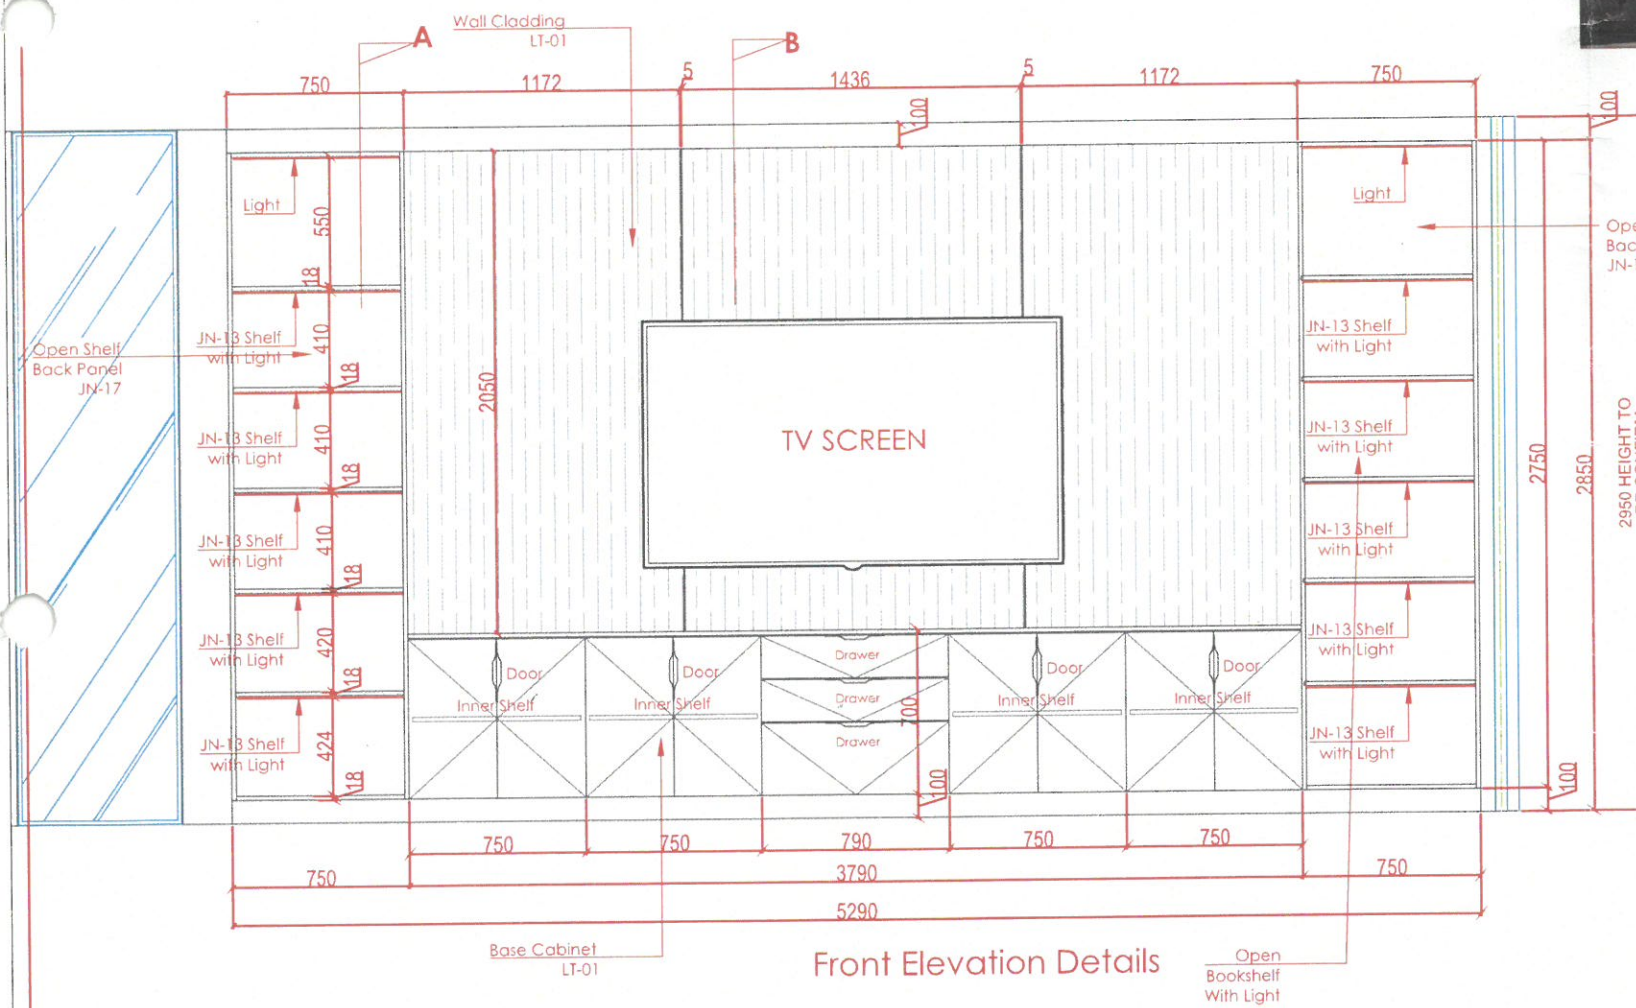 Wall Cladding
LT-01
A
B
750
1172
5
1436
5
1172
750
100
100
Light
550
18
Light
JN-13 Shelf
with Light
410
18
Open Shelf
Back Panel
JN-17
JN-13 Shelf
with Light
410
18
JN-13 Shelf
with Light
410
18
JN-13 Shelf
with Light
420
18
JN-13 Shelf
with Light
424
18
2050
TV SCREEN
JN-13 Shelf
with Light
JN-13 Shelf
with Light
JN-13 Shelf
with Light
JN-13 Shelf
with Light
JN-13 Shelf
with Light
2750
2850
2950 HEIGHT TO
Door
Inner Shelf
Door
Inner Shelf
Drawer
Drawer
Drawer
700
Door
Inner Shelf
Door
Inner Shelf
100
100
750
750
790
750
750
750
3790
750
5290
Base Cabinet
LT-01
Front Elevation Details
Open
Bookshelf
With Light